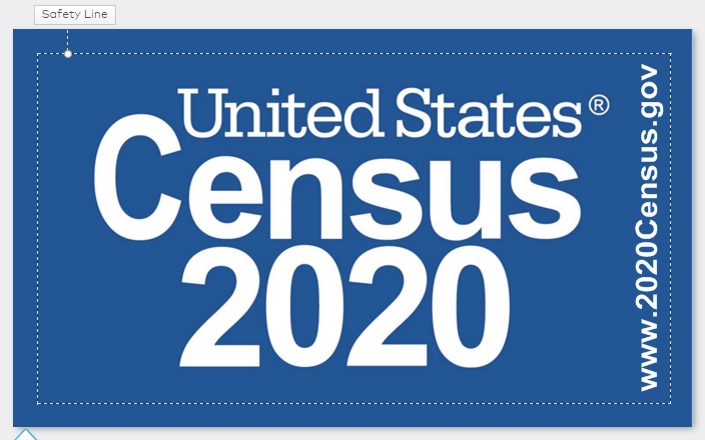 Safety Line
United States®
Census
2020
www.2020Census.gov